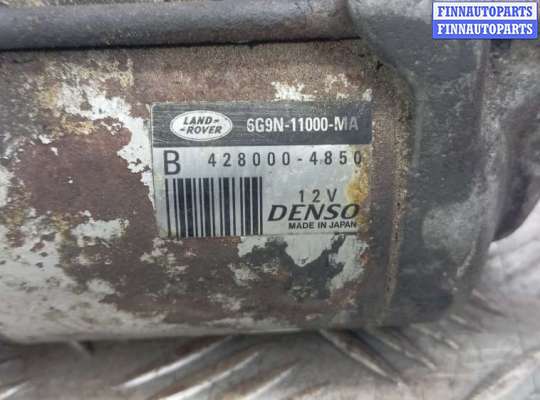 FINNAUTOPARTS
FINNAUTOPARTS
LAND-
-ROVER
6G9N-11000-MA
B 428000-4850
12V
DENSO
MADE IN JAPAN